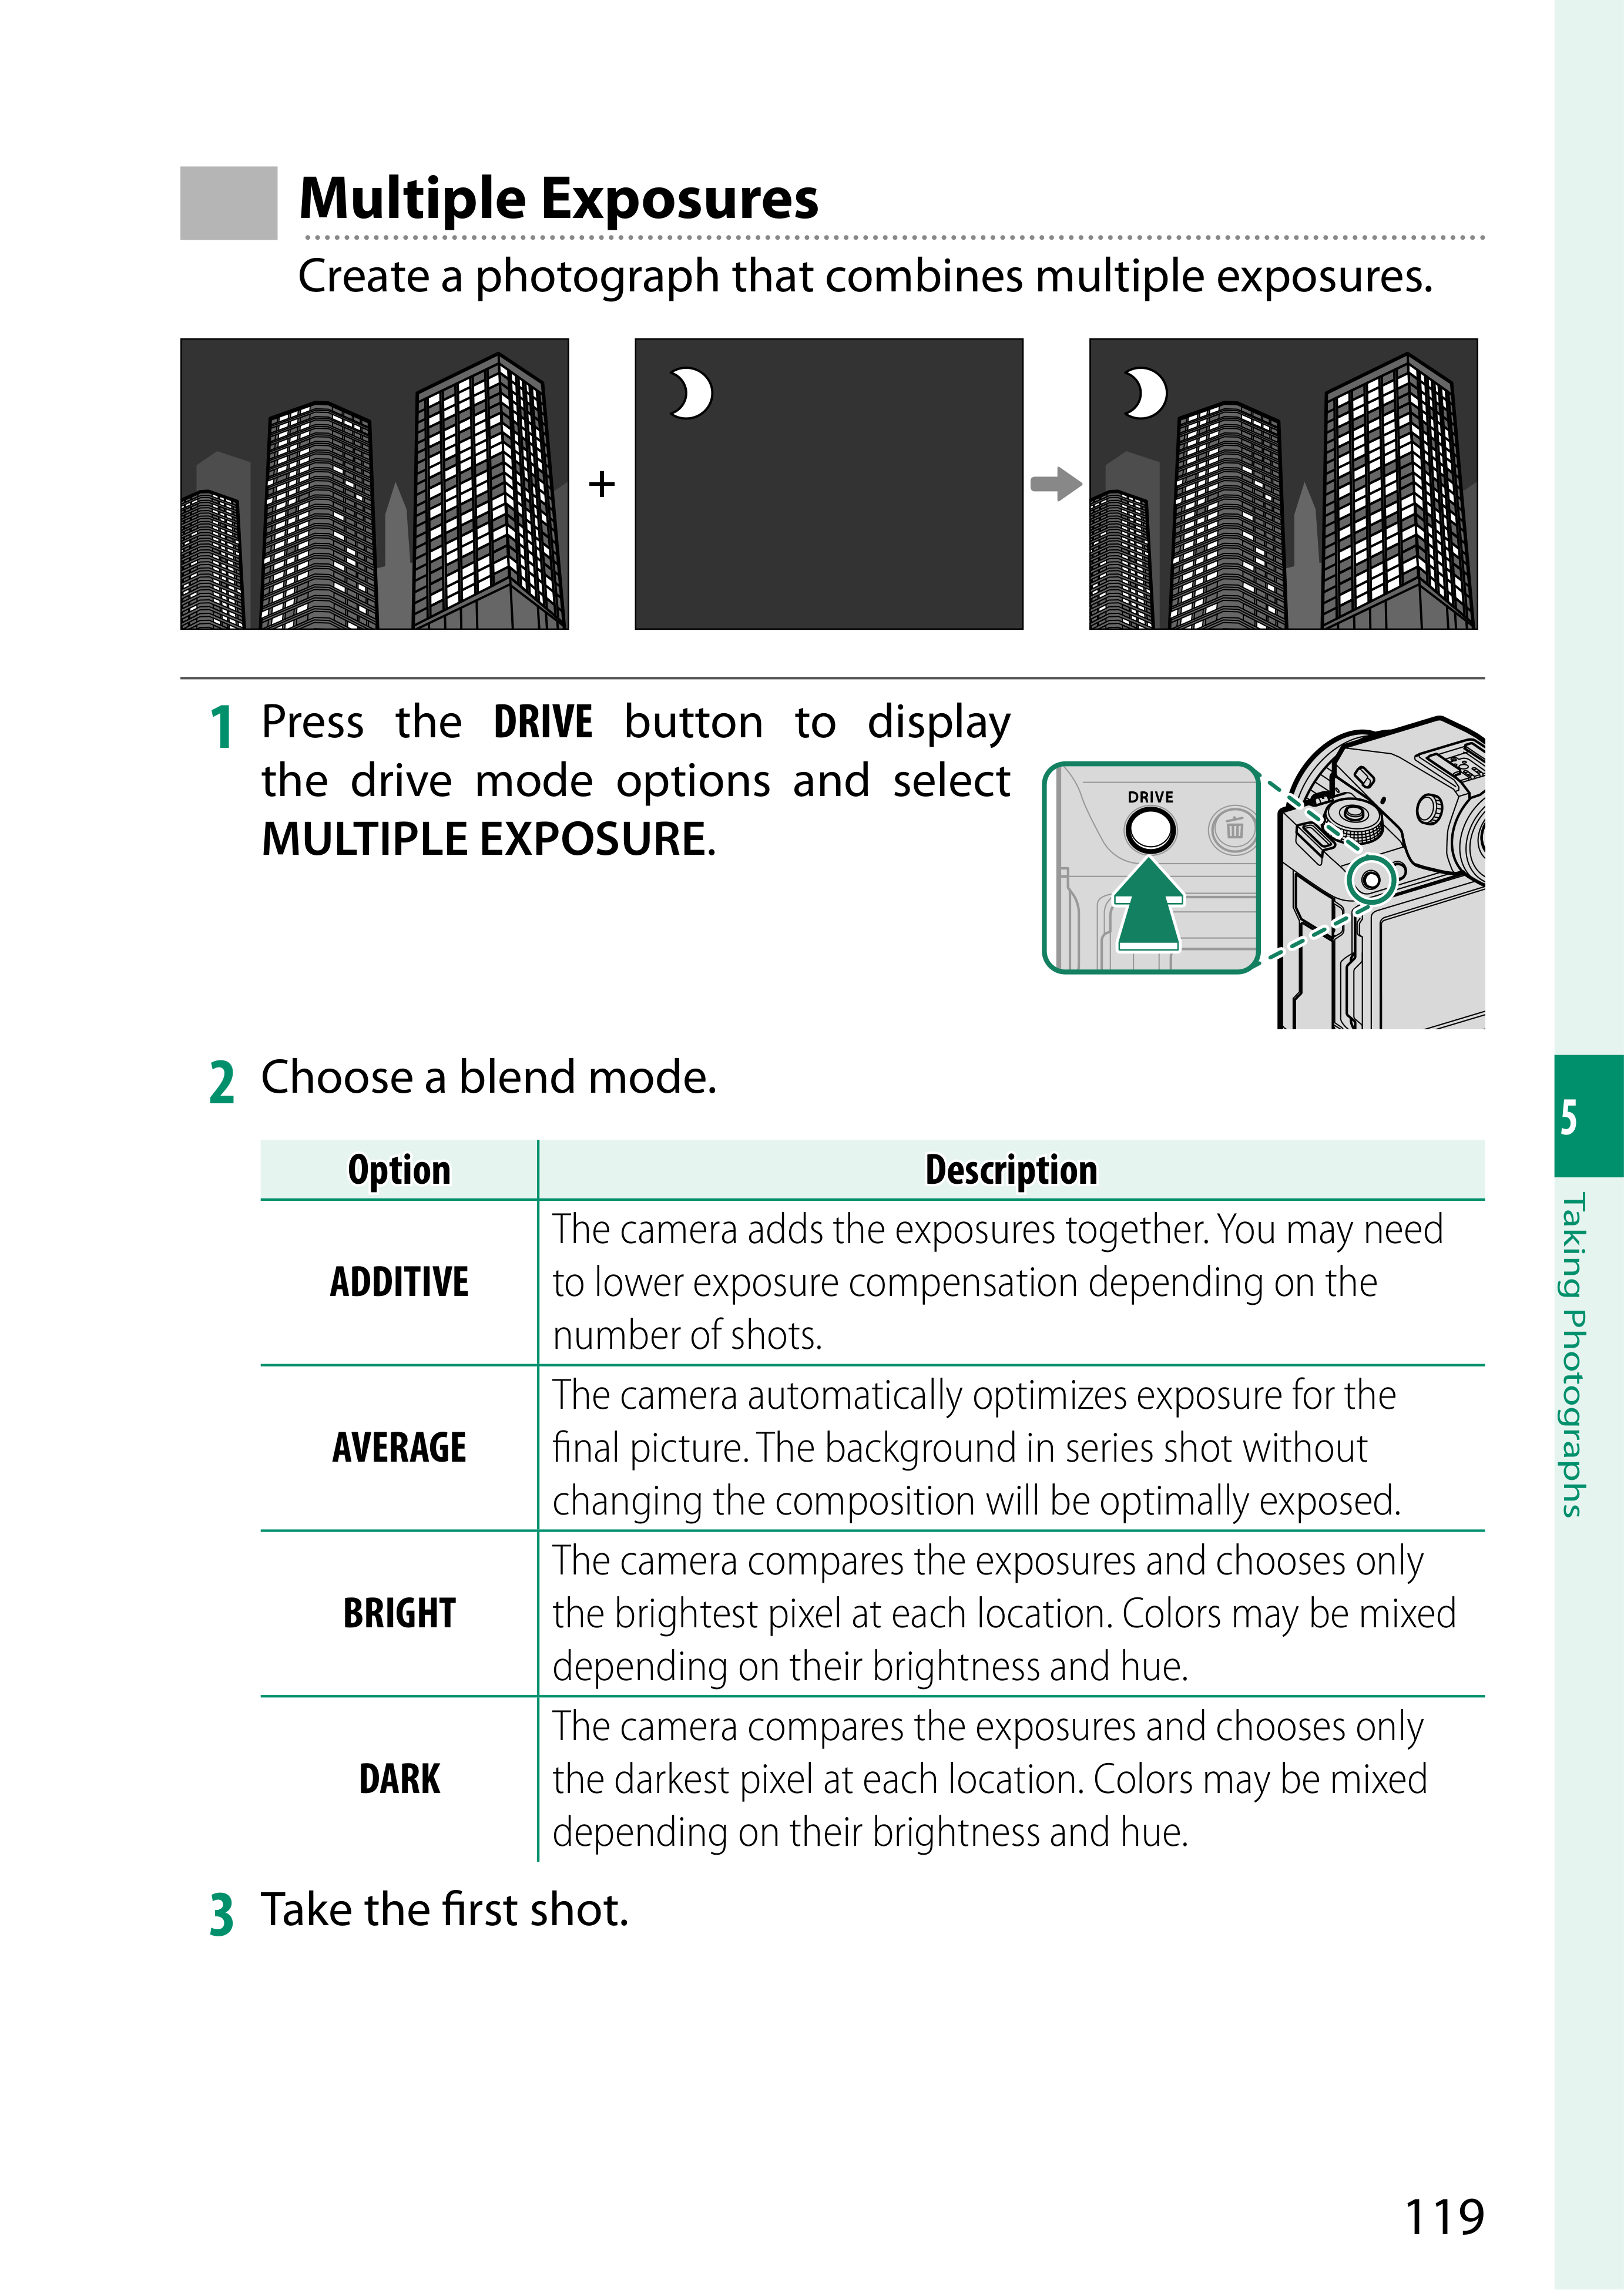 Multiple Exposures
Create a photograph that combines multiple exposures.
+
1 Press the DRIVE button to display
the drive mode options and select
MULTIPLE EXPOSURE.
DRIVE
2 Choose a blend mode.
Option Description
ADDITIVE
The camera adds the exposures together. You may need
to lower exposure compensation depending on the
number of shots.
AVERAGE
The camera automatically optimizes exposure for the
final picture. The background in series shot without
changing the composition will be optimally exposed.
BRIGHT
The camera compares the exposures and chooses only
the brightest pixel at each location. Colors may be mixed
depending on their brightness and hue.
DARK
The camera compares the exposures and chooses only
the darkest pixel at each location. Colors may be mixed
depending on their brightness and hue.
3 Take the first shot.
5
Taking Photographs
119